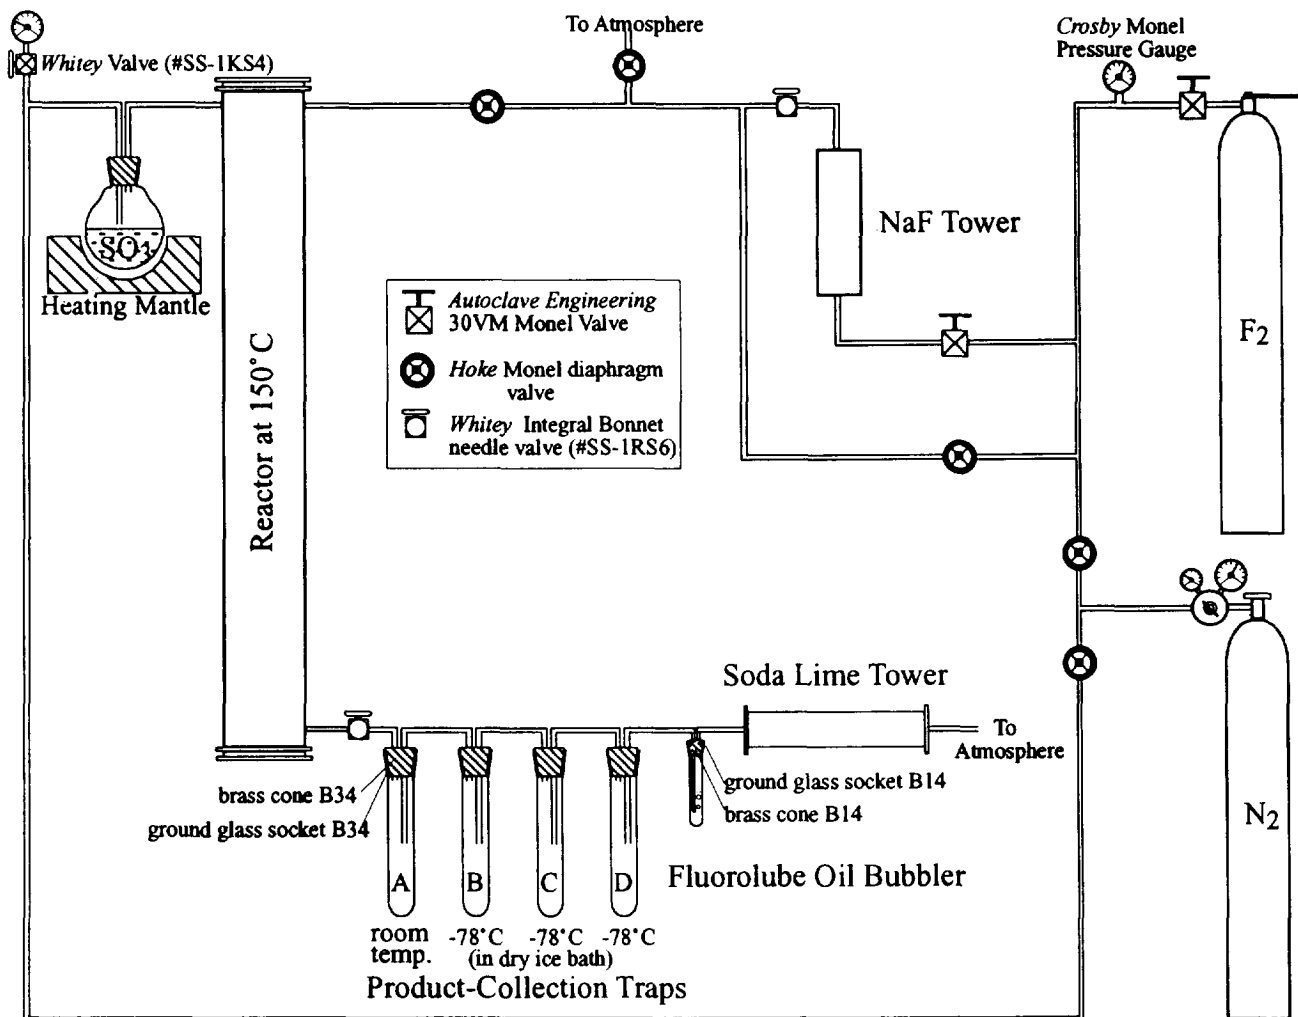 To Atmosphere
Crosby Monel
Pressure Gauge
Whitey Valve (#SS-1KS4)
SO3
Heating Mantle
Reactor at 150°C
NaF Tower
Autoclave Engineering
30VM Monel Valve
Hoke Monel diaphragm
valve
Whitey Integral Bonnet
needle valve (#SS-1RS6)
F2
Soda Lime Tower
To
Atmosphere
brass cone B34
ground glass socket B34
ground glass socket B14
brass cone B14
N2
A
B
C
D
Fluorolube Oil Bubbler
room
temp.
-78°C
-78°C
-78°C
(in dry ice bath)
Product-Collection Traps